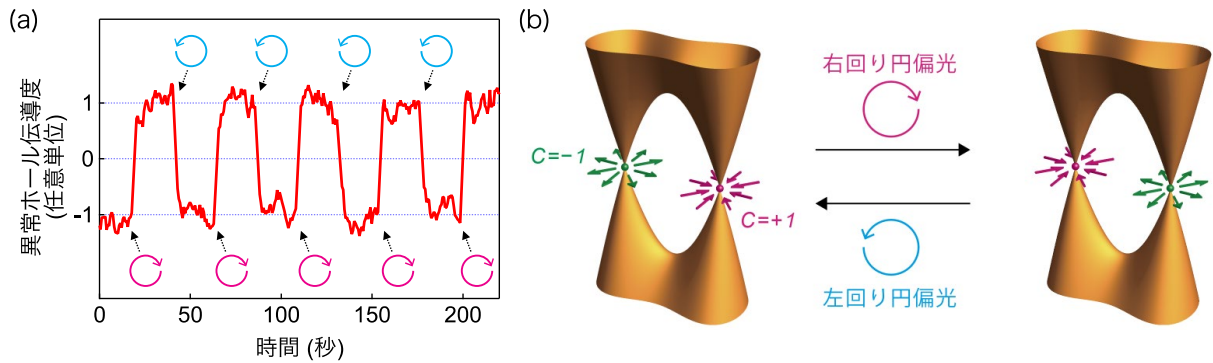 (a)
異常ホール伝導度
(任意単位)
1
0
-1
0
50
100
150
200
時間 (秒)
(b)
C=−1
C=+1
右回り円偏光
左回り円偏光